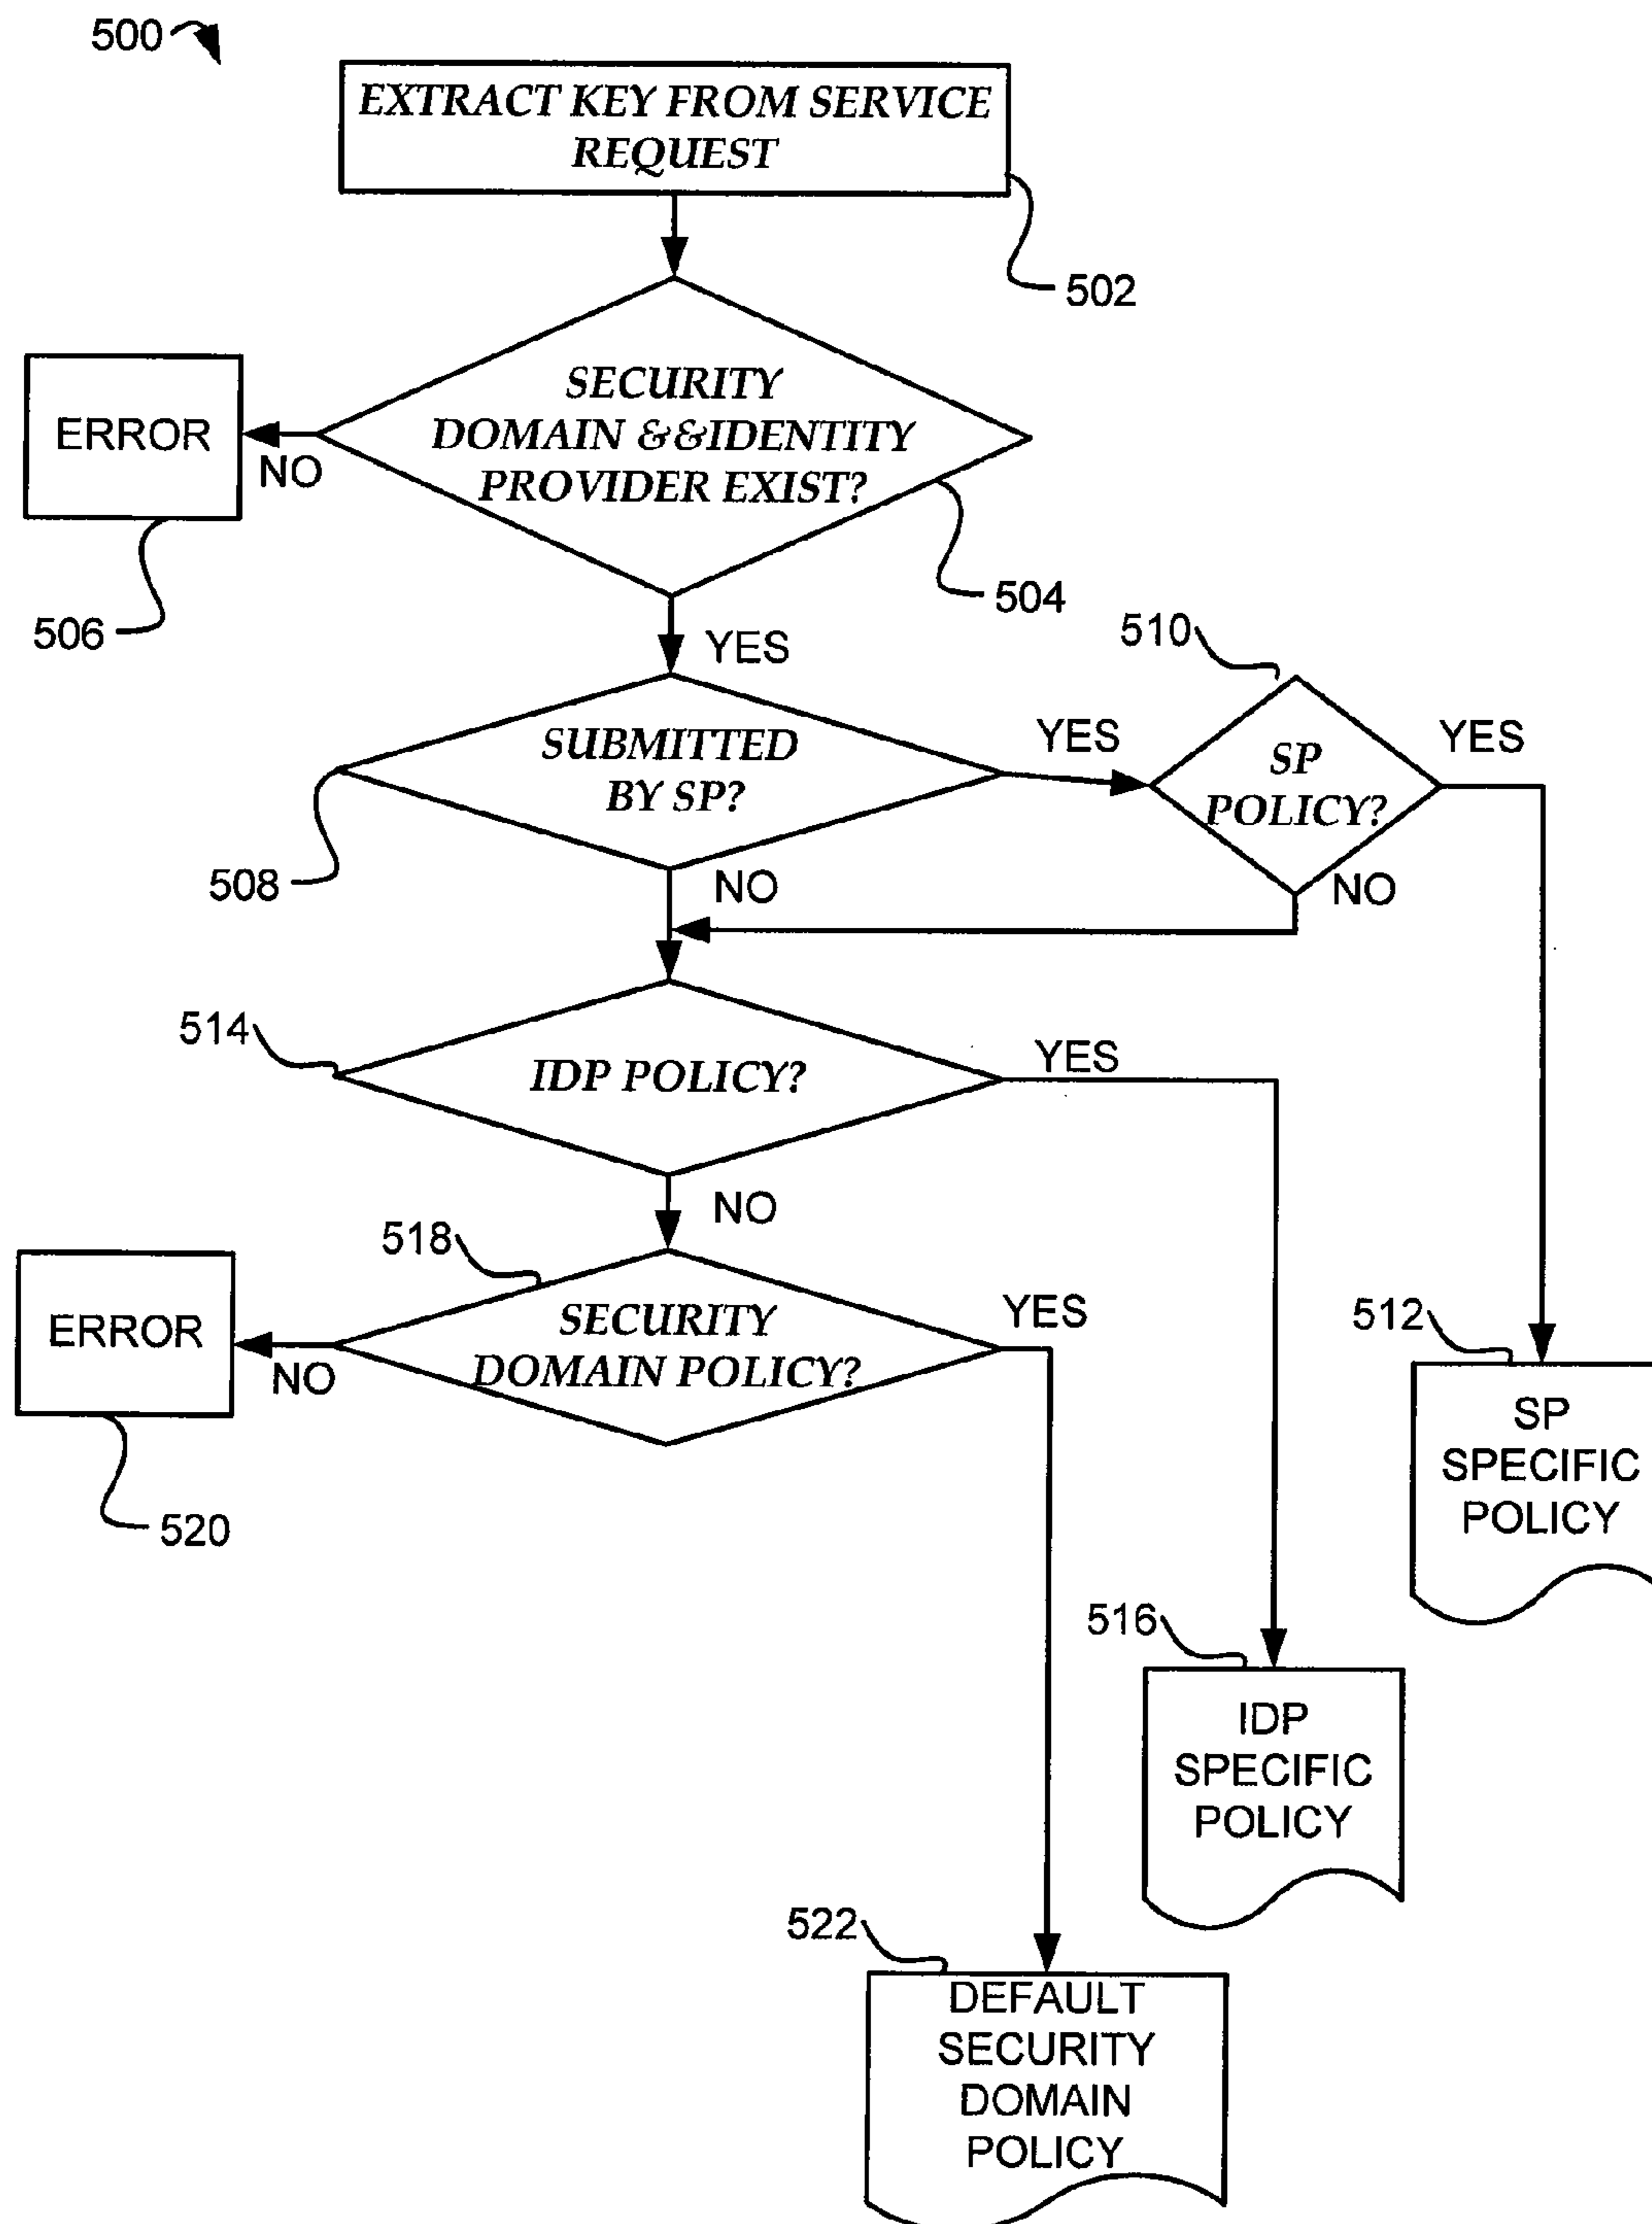 500
EXTRACT KEY FROM SERVICE
REQUEST
502
SECURITY
DOMAIN &&IDENTITY
PROVIDER EXIST?
ERROR
NO
504
506
YES
510
SUBMITTED
BY SP?
YES
SP
POLICY?
YES
508
NO
NO
514
IDP POLICY?
YES
NO
518
SECURITY
DOMAIN POLICY?
YES
ERROR
NO
512
SP
SPECIFIC
POLICY
520
516
IDP
SPECIFIC
POLICY
522
DEFAULT
SECURITY
DOMAIN
POLICY